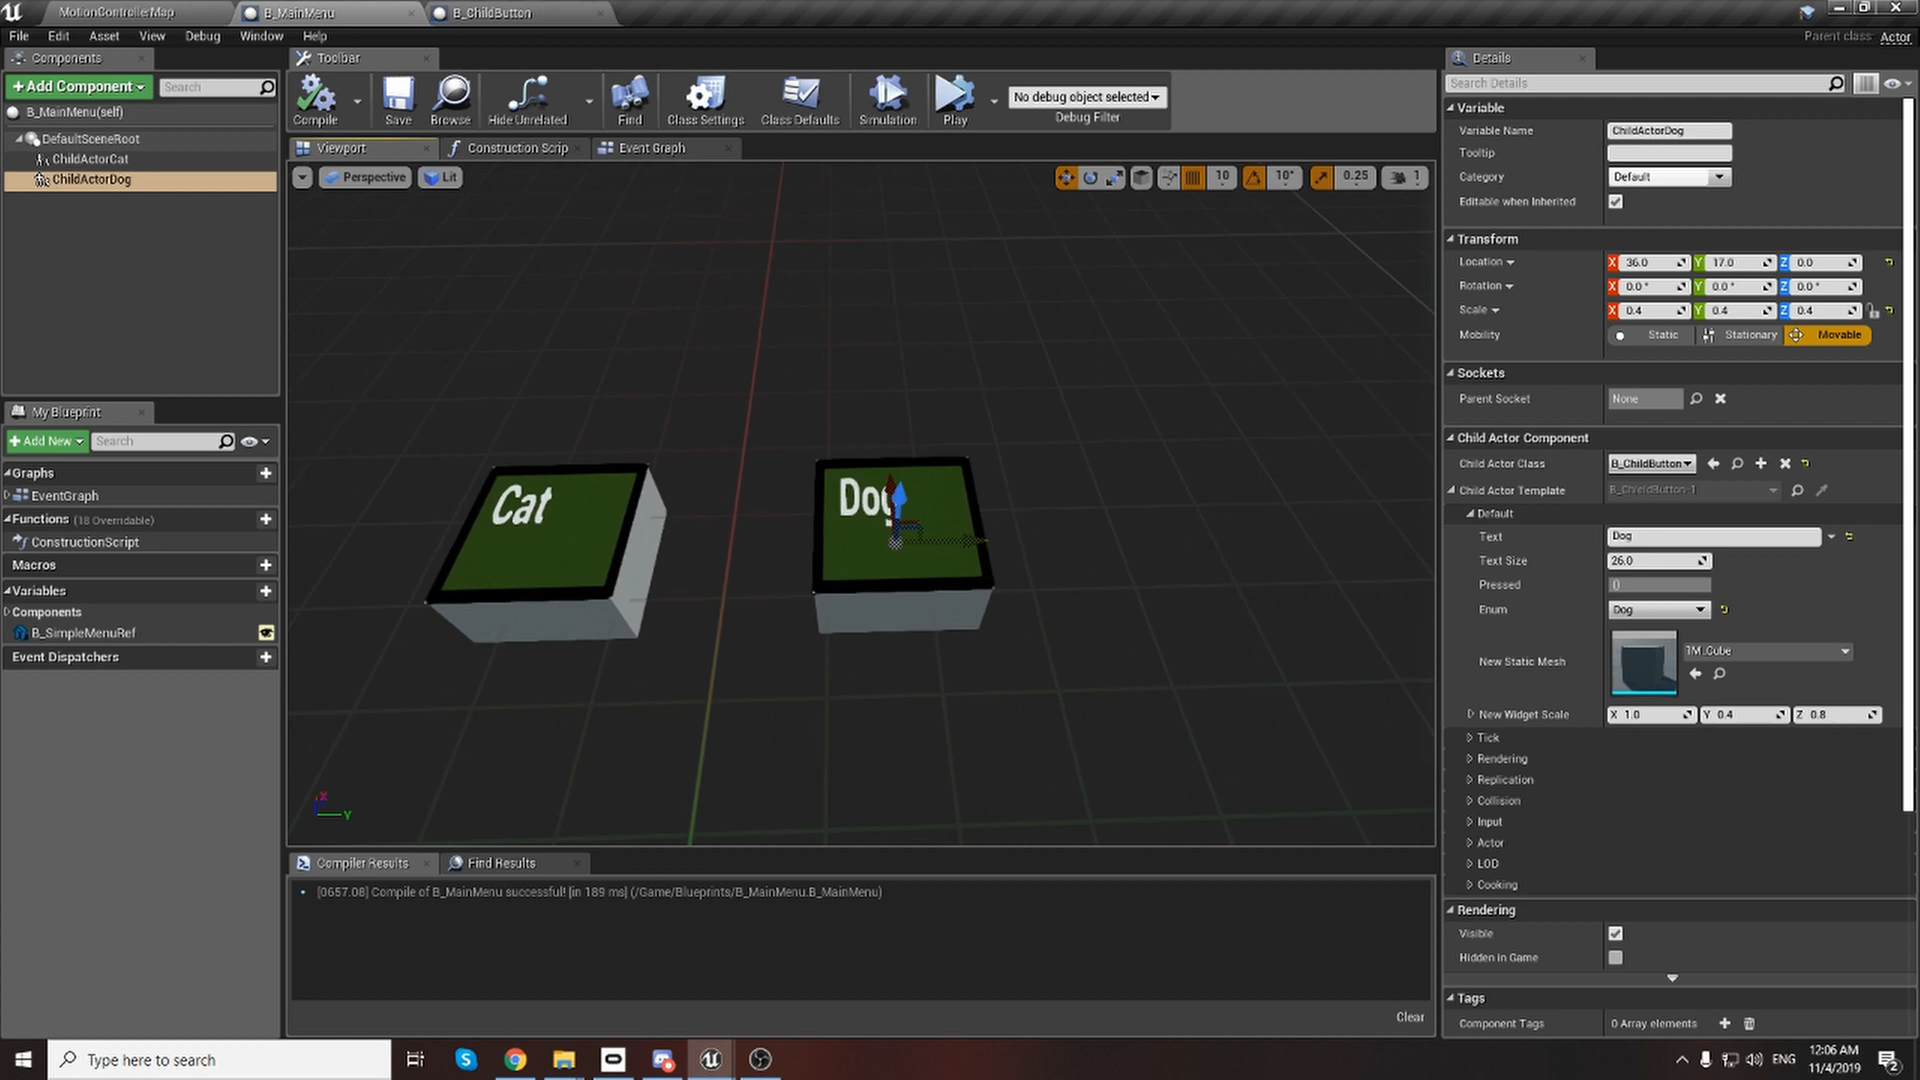 MotionControllerMap
B_MainMenu
B_ChildButton
File Edit Asset View Debug Window Help
Parent class: Actor
Components
Toolbar
Details
+Add Component
Search
B_MainMenu(self)
DefaultSceneRoot
ChildActorCat
ChildActorDog
Compile
Save
Browse
Hide Unrelated
Find
Class Settings
Class Defaults
Simulation
Play
No debug object selected
Debug Filter
Viewport
Construction Scrip
Event Graph
Perspective
Lit
10
10°
0.25
1
Cat
Dog
X
Y
My Blueprint
+Add New
Search
Graphs
EventGraph
Functions (18 Overridable)
ConstructionScript
Macros
Variables
Components
B_SimpleMenuRef
Event Dispatchers
Compiler Results
Find Results
[0657.08] Compile of B_MainMenu successful! [in 189 ms] (/Game/Blueprints/B_MainMenu.B_MainMenu)
Clear
Search Details
Variable
Variable Name ChildActorDog
Tooltip
Category Default
Editable when Inherited
Transform
Location X 36.0 Y 17.0 Z 0.0
Rotation X 0.0° Y 0.0° Z 0.0°
Scale X 0.4 Y 0.4 Z 0.4
Mobility Static Stationary Movable
Sockets
Parent Socket None
Child Actor Component
Child Actor Class B_ChildButton
Child Actor Template
Default
Text Dog
Text Size 26.0
Pressed ()
Enum Dog
New Static Mesh 1M_Cube
New Widget Scale X 1.0 Y 0.4 Z 0.8
Tick
Rendering
Replication
Collision
Input
Actor
LOD
Cooking
Rendering
Visible
Hidden in Game
Tags
Component Tags 0 Array elements
Type here to search
ENG
12:06 AM
11/4/2019
2